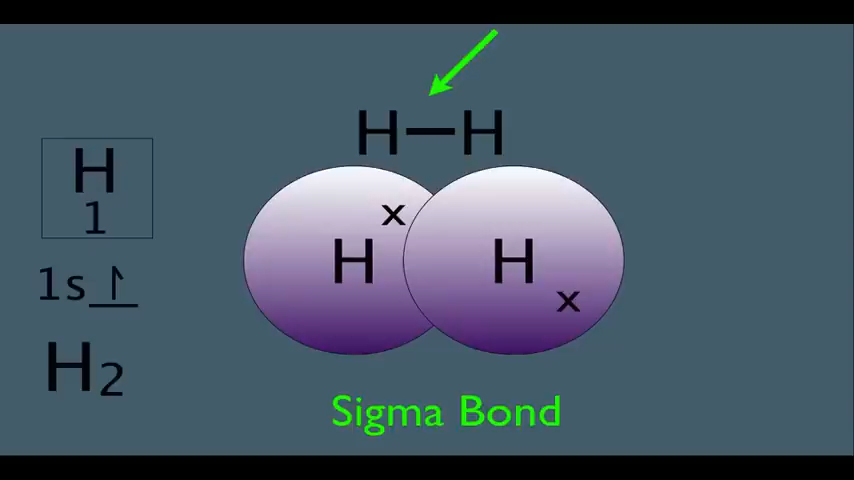 H—H
H
1
1s ↿
H2
x
H H
x
Sigma Bond